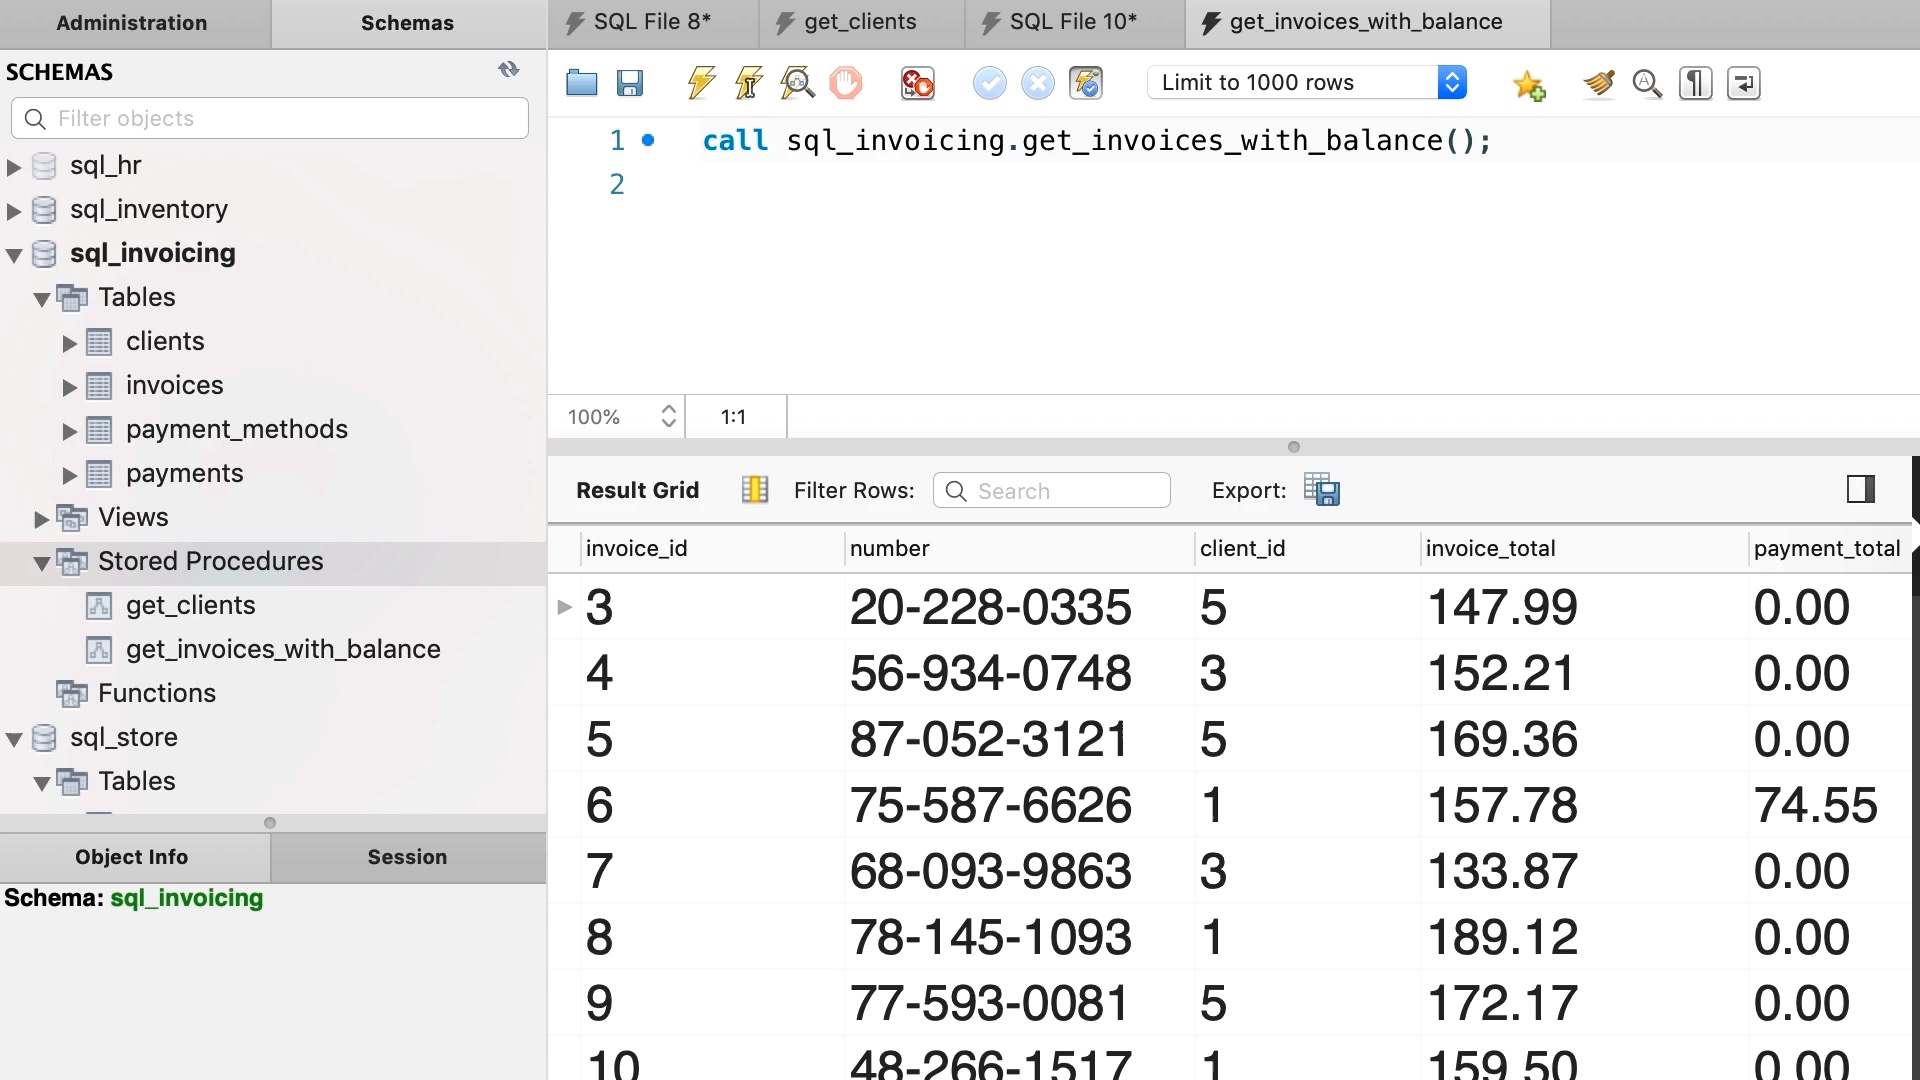 Administration
Schemas
SQL File 8*
get_clients
SQL File 10*
get_invoices_with_balance
SCHEMAS
Filter objects
sql_hr
sql_inventory
sql_invoicing
Tables
clients
invoices
payment_methods
payments
Views
Stored Procedures
get_clients
get_invoices_with_balance
Functions
sql_store
Tables
Object Info
Session
Schema: sql_invoicing
Limit to 1000 rows
1 call sql_invoicing.get_invoices_with_balance();
2
100% 1:1
Result Grid Filter Rows: Search Export:
invoice_id number client_id invoice_total payment_total
3 20-228-0335 5 147.99 0.00
4 56-934-0748 3 152.21 0.00
5 87-052-3121 5 169.36 0.00
6 75-587-6626 1 157.78 74.55
7 68-093-9863 3 133.87 0.00
8 78-145-1093 1 189.12 0.00
9 77-593-0081 5 172.17 0.00
10 48-266-1517 1 159.50 0.00